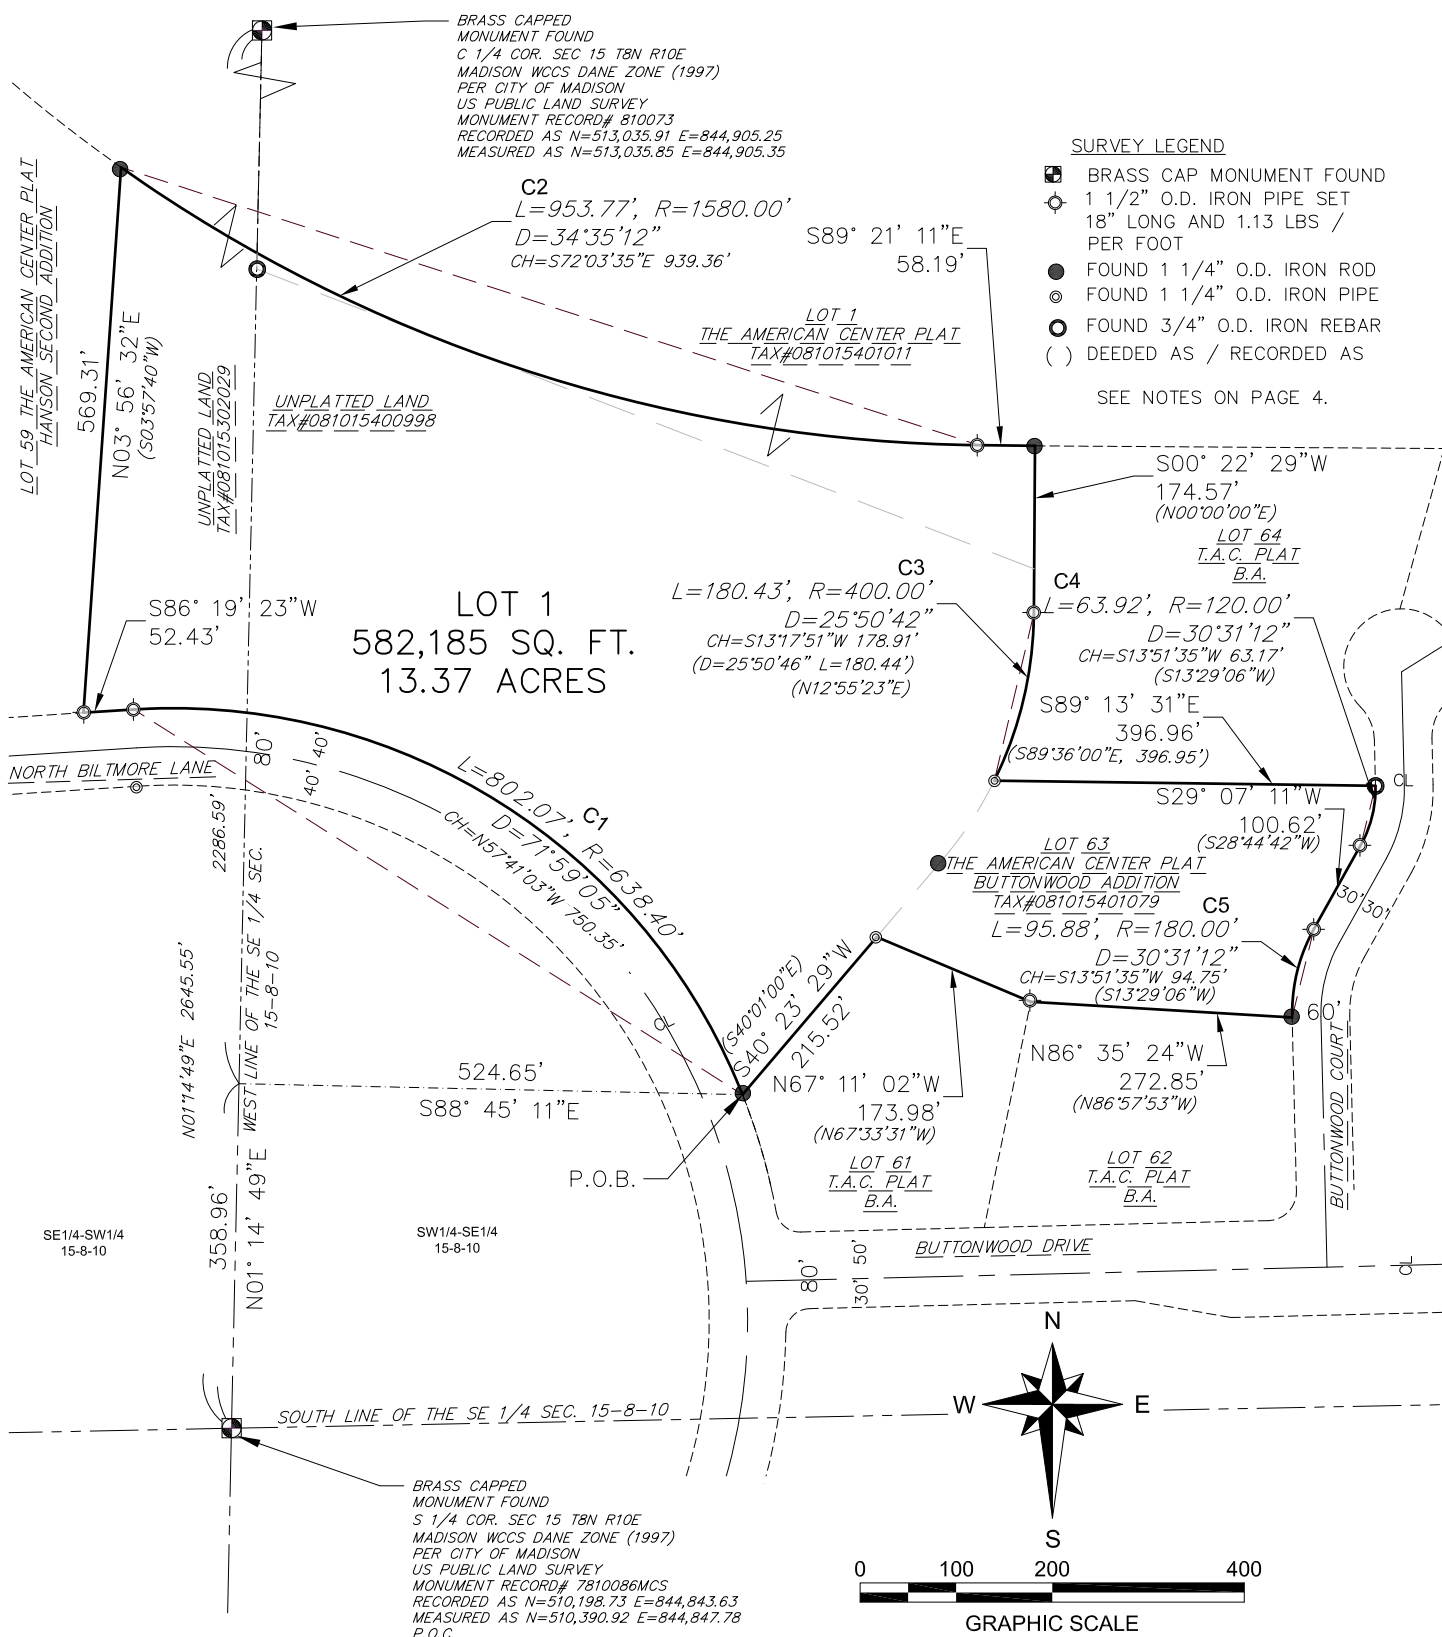 BRASS CAPPED
MONUMENT FOUND
C 1/4 COR. SEC 15 T8N R10E
MADISON WCCS DANE ZONE (1997)
PER CITY OF MADISON
US PUBLIC LAND SURVEY
MONUMENT RECORD# 810073
RECORDED AS N=513,035.91 E=844,905.25
MEASURED AS N=513,035.85 E=844,905.35
SURVEY LEGEND
BRASS CAP MONUMENT FOUND
1 1/2" O.D. IRON PIPE SET
18" LONG AND 1.13 LBS /
PER FOOT
FOUND 1 1/4" O.D. IRON ROD
FOUND 1 1/4" O.D. IRON PIPE
FOUND 3/4" O.D. IRON REBAR
( ) DEEDED AS / RECORDED AS
SEE NOTES ON PAGE 4.
LOT 59 THE AMERICAN CENTER PLAT
HANSON SECOND ADDITION
569.31'
N03° 56' 32"E
(S03°57'40"W)
C2
L=953.77', R=1580.00'
D=34°35'12"
CH=S72°03'35"E 939.36'
S89° 21' 11"E
58.19'
LOT 1
THE AMERICAN CENTER PLAT
TAX#081015401011
UNPLATTED LAND
TAX#081015302029
UNPLATTED LAND
TAX#081015400998
S00° 22' 29"W
174.57'
(N00°00'00"E)
LOT 64
T.A.C. PLAT
B.A.
C3
L=180.43', R=400.00'
D=25°50'42"
CH=S13°17'51"W 178.91'
(D=25°50'46" L=180.44')
(N12°55'23"E)
C4
L=63.92', R=120.00'
D=30°31'12"
CH=S13°51'35"W 63.17'
(S13°29'06"W)
S86° 19' 23"W
52.43'
LOT 1
582,185 SQ. FT.
13.37 ACRES
S89° 13' 31"E
396.96'
(S89°36'00"E, 396.95')
NORTH BILTMORE LANE
80'
40' 40'
CL
S29° 07' 11"W
100.62'
(S28°44'42"W)
L=802.07', R=638.40'
C1
D=71°59'05"
CH=N57°41'03"W 750.35'
2286.59'
LOT 63
THE AMERICAN CENTER PLAT
BUTTONWOOD ADDITION
TAX#081015401079
30' 30'
C5
L=95.88', R=180.00'
D=30°31'12"
CH=S13°51'35"W 94.75'
(S13°29'06"W)
60'
N01°14'49"E 2645.55'
WEST LINE OF THE SE 1/4 SEC.
15-8-10
CL
(S40°01'00"E)
S40° 23' 29"W
215.52'
N86° 35' 24"W
272.85'
(N86°57'53"W)
524.65'
S88° 45' 11"E
N67° 11' 02"W
173.98'
(N67°33'31"W)
P.O.B.
LOT 61
T.A.C. PLAT
B.A.
LOT 62
T.A.C. PLAT
B.A.
BUTTONWOOD COURT
358.96'
N01° 14' 49"E
SE1/4-SW1/4
15-8-10
SW1/4-SE1/4
15-8-10
BUTTONWOOD DRIVE
80'
30' 50'
CL
SOUTH LINE OF THE SE 1/4 SEC. 15-8-10
N
W
E
S
BRASS CAPPED
MONUMENT FOUND
S 1/4 COR. SEC 15 T8N R10E
MADISON WCCS DANE ZONE (1997)
PER CITY OF MADISON
US PUBLIC LAND SURVEY
MONUMENT RECORD# 7810086MCS
RECORDED AS N=510,198.73 E=844,843.63
MEASURED AS N=510,390.92 E=844,847.78
P.O.C.
0 100 200 400
GRAPHIC SCALE